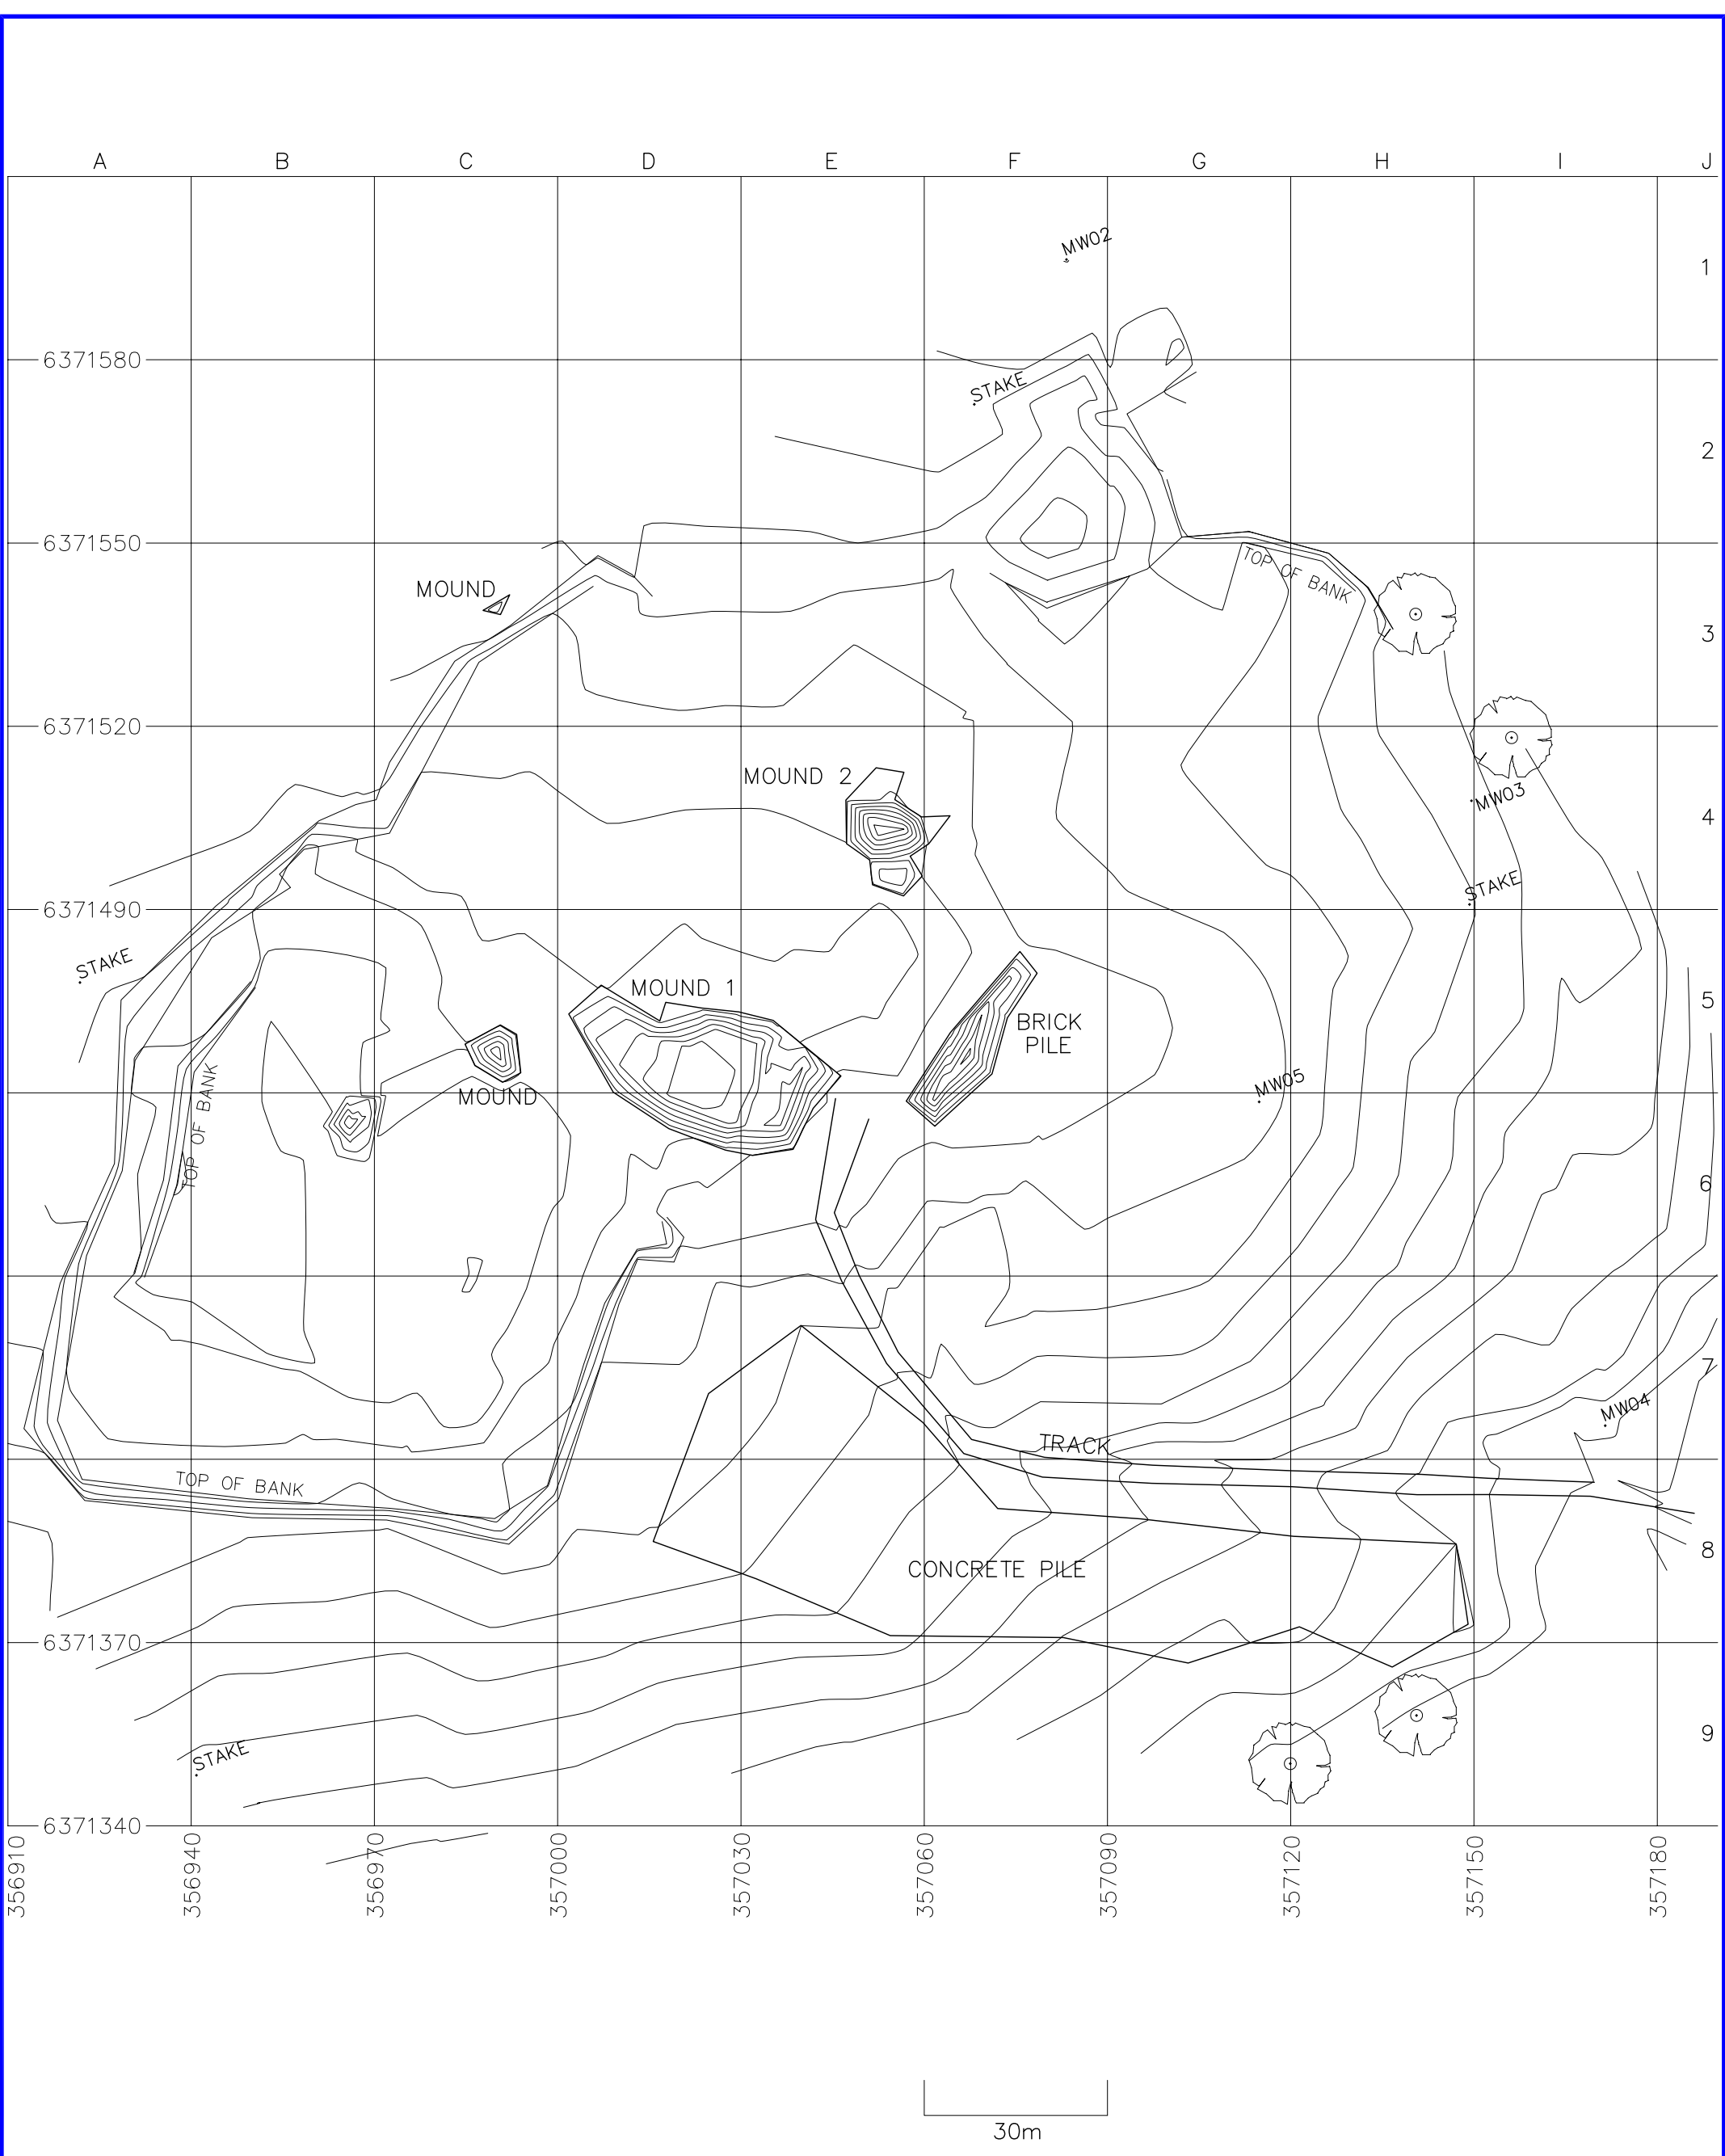 A B C D E F G H I J
MW02
1
6371580
STAKE
2
6371550
TOP OF BANK
MOUND
3
6371520
MOUND 2
MW03
4
STAKE
6371490
STAKE
MOUND 1
5
BRICK
PILE
MW05
MOUND
TOP OF BANK
6
7
MW04
TRACK
TOP OF BANK
8
CONCRETE PILE
6371370
9
STAKE
6371340
356910
356940
356970
357000
357030
357060
357090
357120
357150
357180
30m